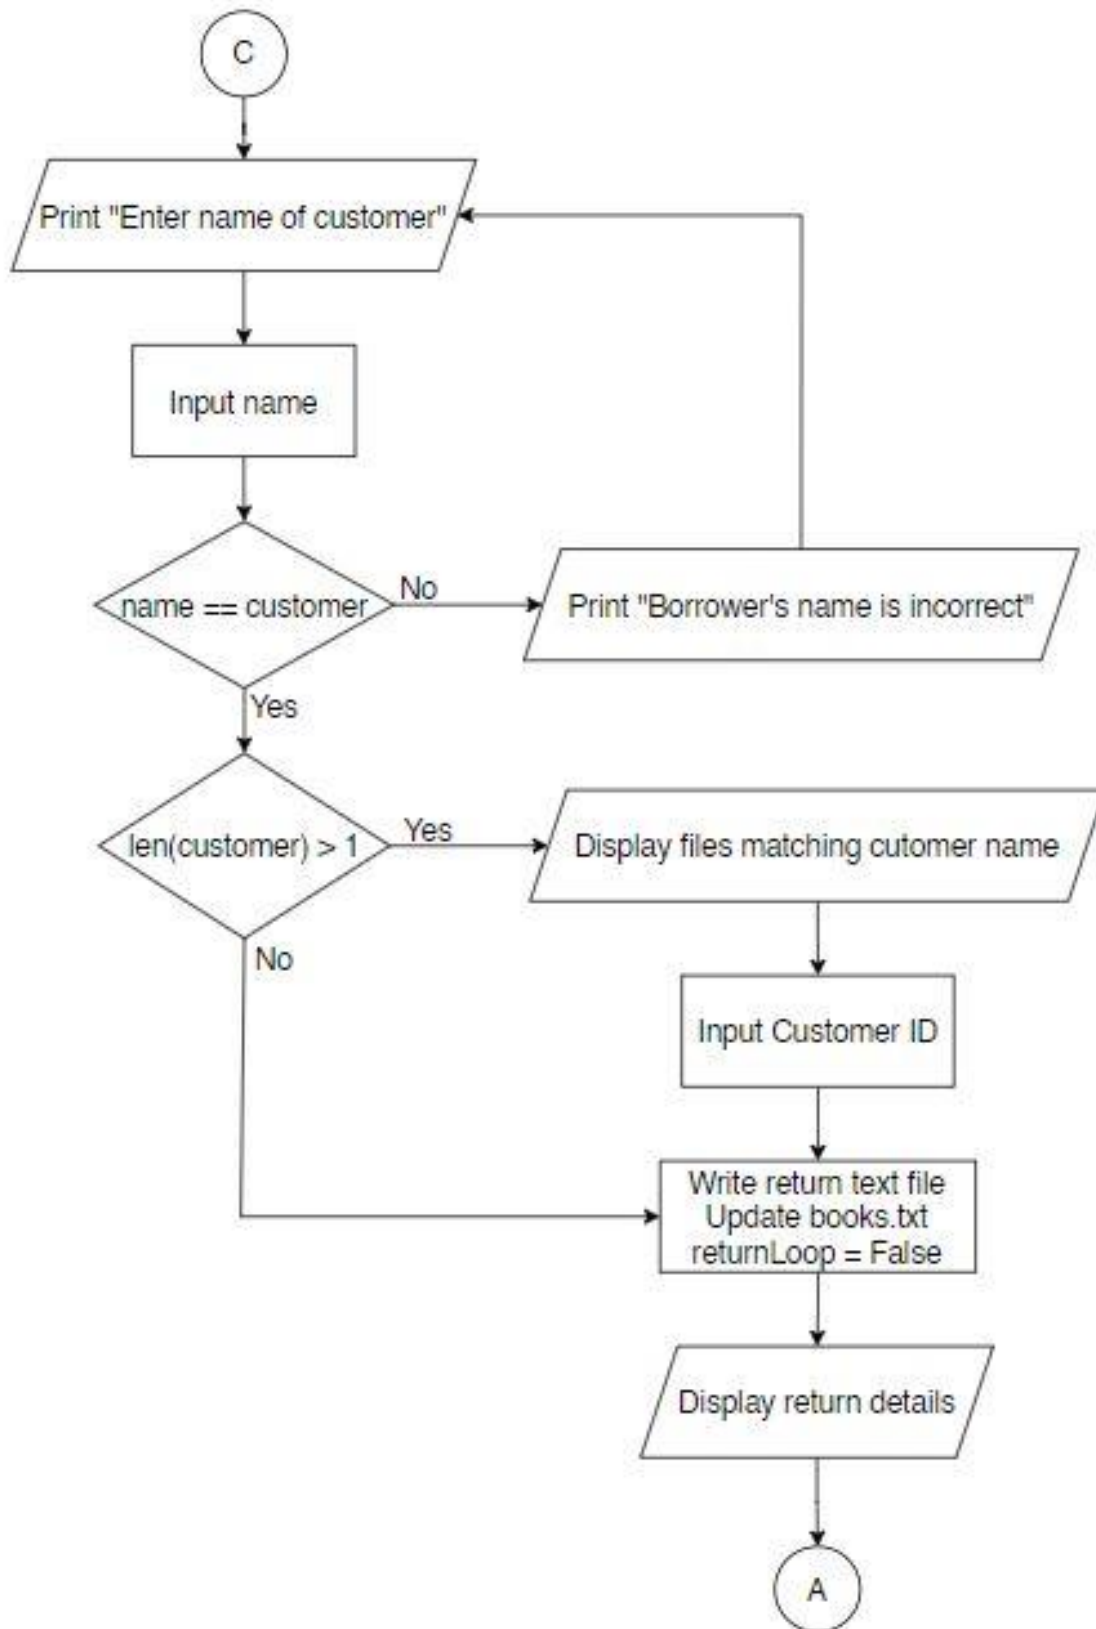 C
Print "Enter name of customer"
Input name
name == customer
No
Print "Borrower's name is incorrect"
Yes
len(customer) > 1
Yes
Display files matching cutomer name
No
Input Customer ID
Write return text file
Update books.txt
returnLoop = False
Display return details
A